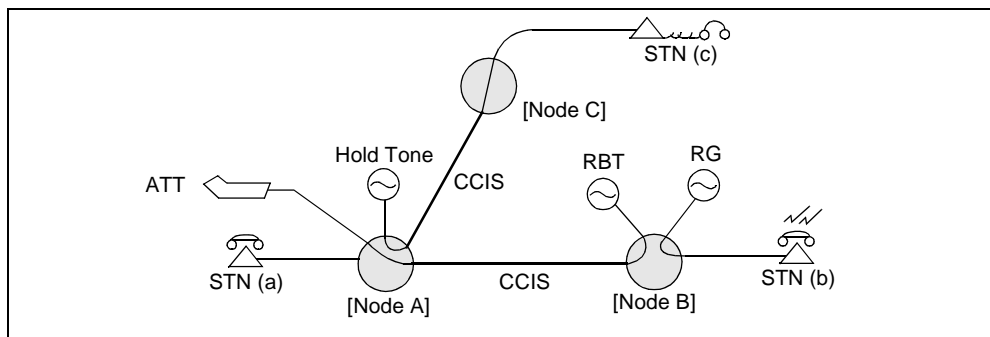 STN (c)
[Node C]
Hold Tone
RBT
RG
ATT
CCIS
STN (a)
[Node A]
CCIS
[Node B]
STN (b)